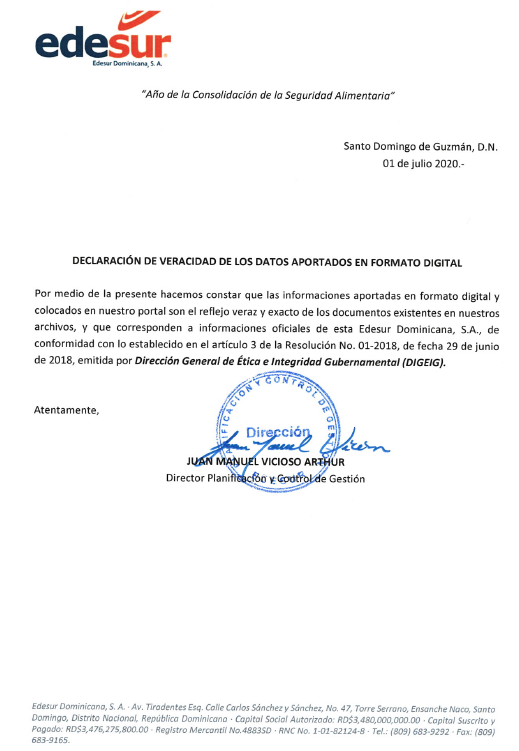 edesur
Edesur Dominicana, S. A.
"Año de la Consolidación de la Seguridad Alimentaria"
Santo Domingo de Guzmán, D.N.
01 de julio 2020.-
DECLARACIÓN DE VERACIDAD DE LOS DATOS APORTADOS EN FORMATO DIGITAL
Por medio de la presente hacemos constar que las informaciones aportadas en formato digital y
colocados en nuestro portal son el reflejo veraz y exacto de los documentos existentes en nuestros
archivos, y que corresponden a informaciones oficiales de esta Edesur Dominicana, S.A., de
conformidad con lo establecido en el artículo 3 de la Resolución No. 01-2018, de fecha 29 de junio
de 2018, emitida por Dirección General de Ética e Integridad Gubernamental (DIGEIG).
Atentamente,
Dirección
JUAN MANUEL VICIOSO ARTHUR
Director Planificación y Control de Gestión
Edesur Dominicana, S. A. · Av. Tiradentes Esq. Calle Carlos Sánchez y Sánchez, No. 47, Torre Serrano, Ensanche Naco, Santo
Domingo, Distrito Nacional, República Dominicana · Capital Social Autorizado: RD$3,480,000,000.00 · Capital Suscrito y
Pagado: RD$3,476,275,800.00 · Registro Mercantil No.4883SD · RNC No. 1-01-82124-8 · Tel.: (809) 683-9292 · Fax: (809)
683-9165.